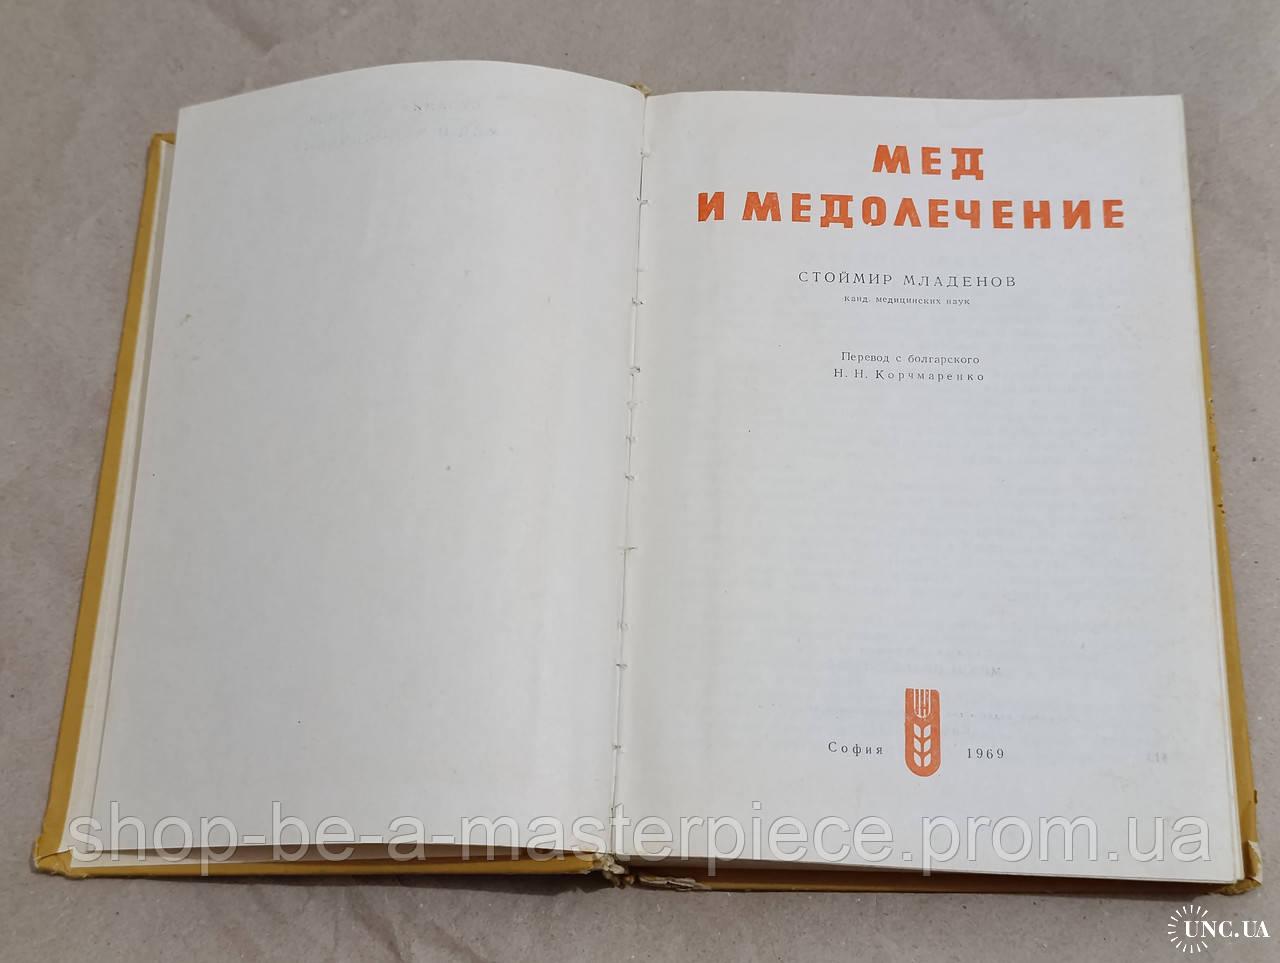 МЕД
И МЕДОЛЕЧЕНИЕ
СТОЙМИР МЛАДЕНОВ
канд. медицинских наук
Перевод с болгарского
Н. Н. Корчмаренко
София 1969
shop-be-a-masterpiece.prom.ua
UNC.UA